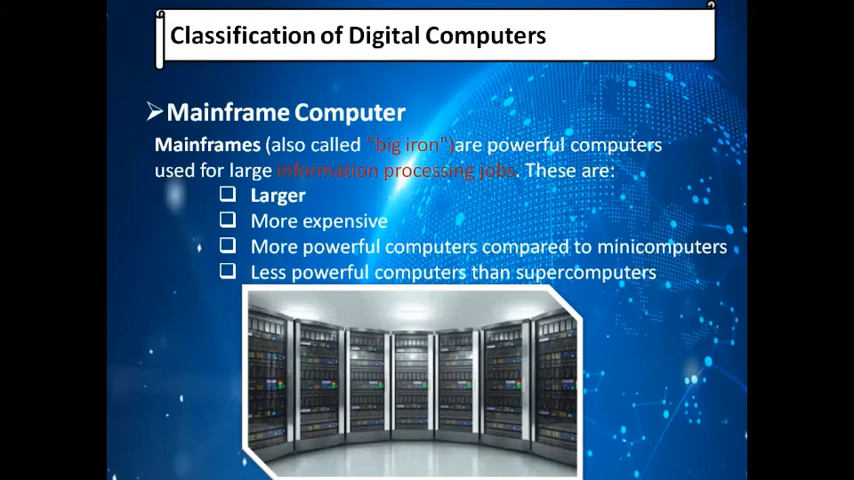 Classification of Digital Computers
Mainframe Computer
Mainframes (also called "big iron")are powerful computers
used for large information processing jobs. These are:
Larger
More expensive
More powerful computers compared to minicomputers
Less powerful computers than supercomputers